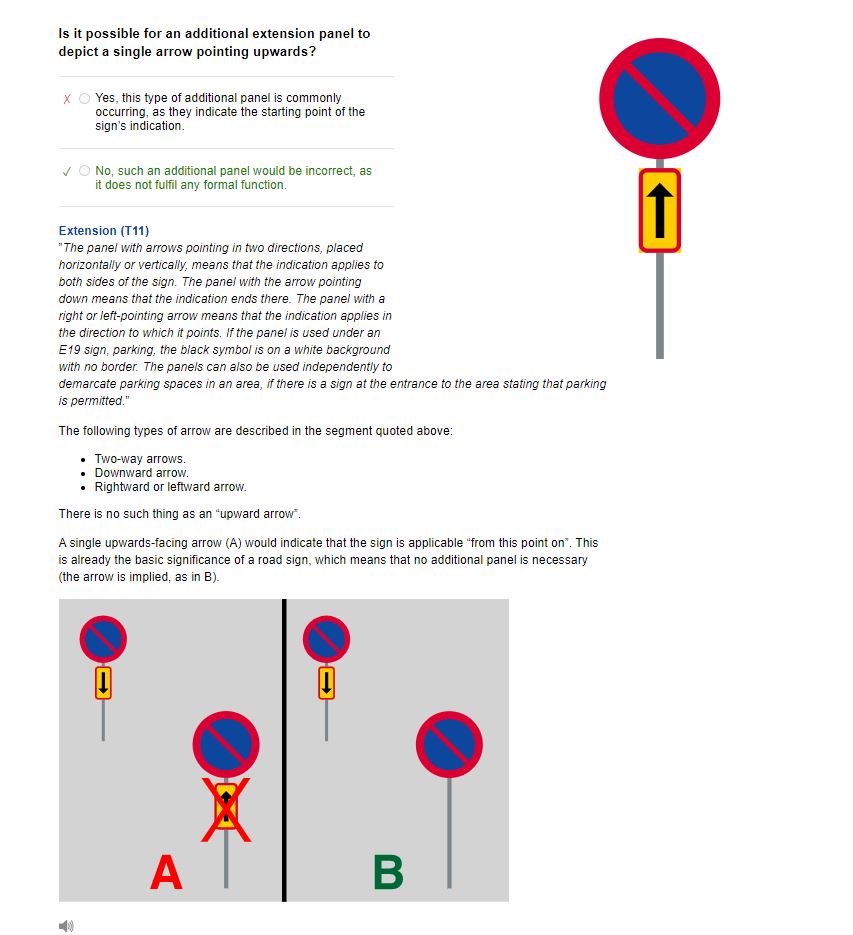 Is it possible for an additional extension panel to
depict a single arrow pointing upwards?
✗ Yes, this type of additional panel is commonly
occurring, as they indicate the starting point of the
sign's indication.
✓ No, such an additional panel would be incorrect, as
it does not fulfil any formal function.
Extension (T11)
"The panel with arrows pointing in two directions, placed
horizontally or vertically, means that the indication applies to
both sides of the sign. The panel with the arrow pointing
down means that the indication ends there. The panel with a
right or left-pointing arrow means that the indication applies in
the direction to which it points. If the panel is used under an
E19 sign, parking, the black symbol is on a white background
with no border. The panels can also be used independently to
demarcate parking spaces in an area, if there is a sign at the entrance to the area stating that parking
is permitted."
The following types of arrow are described in the segment quoted above:
• Two-way arrows.
• Downward arrow.
• Rightward or leftward arrow.
There is no such thing as an “upward arrow”.
A single upwards-facing arrow (A) would indicate that the sign is applicable “from this point on”. This
is already the basic significance of a road sign, which means that no additional panel is necessary
(the arrow is implied, as in B).
A
B